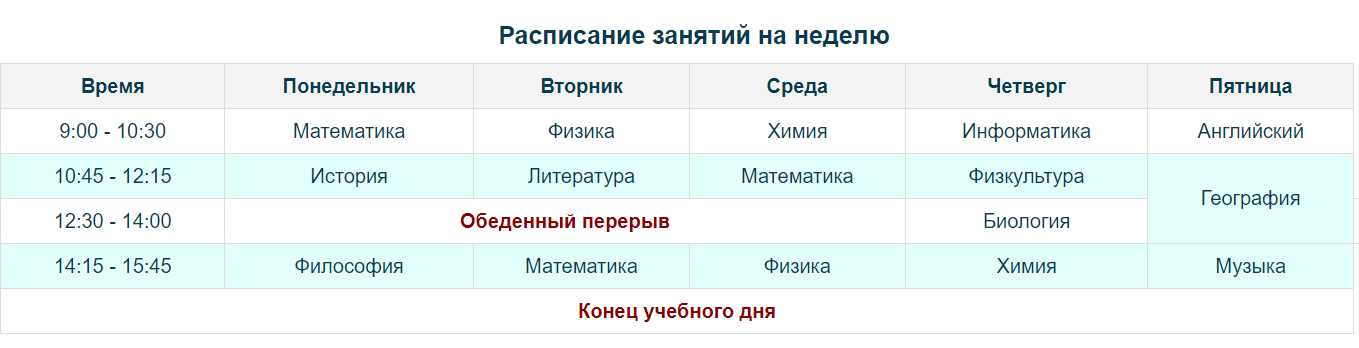 Расписание занятий на неделю
Время Понедельник Вторник Среда Четверг Пятница
9:00 - 10:30 Математика Физика Химия Информатика Английский
10:45 - 12:15 История Литература Математика Физкультура География
12:30 - 14:00 Обеденный перерыв Биология
14:15 - 15:45 Философия Математика Физика Химия Музыка
Конец учебного дня